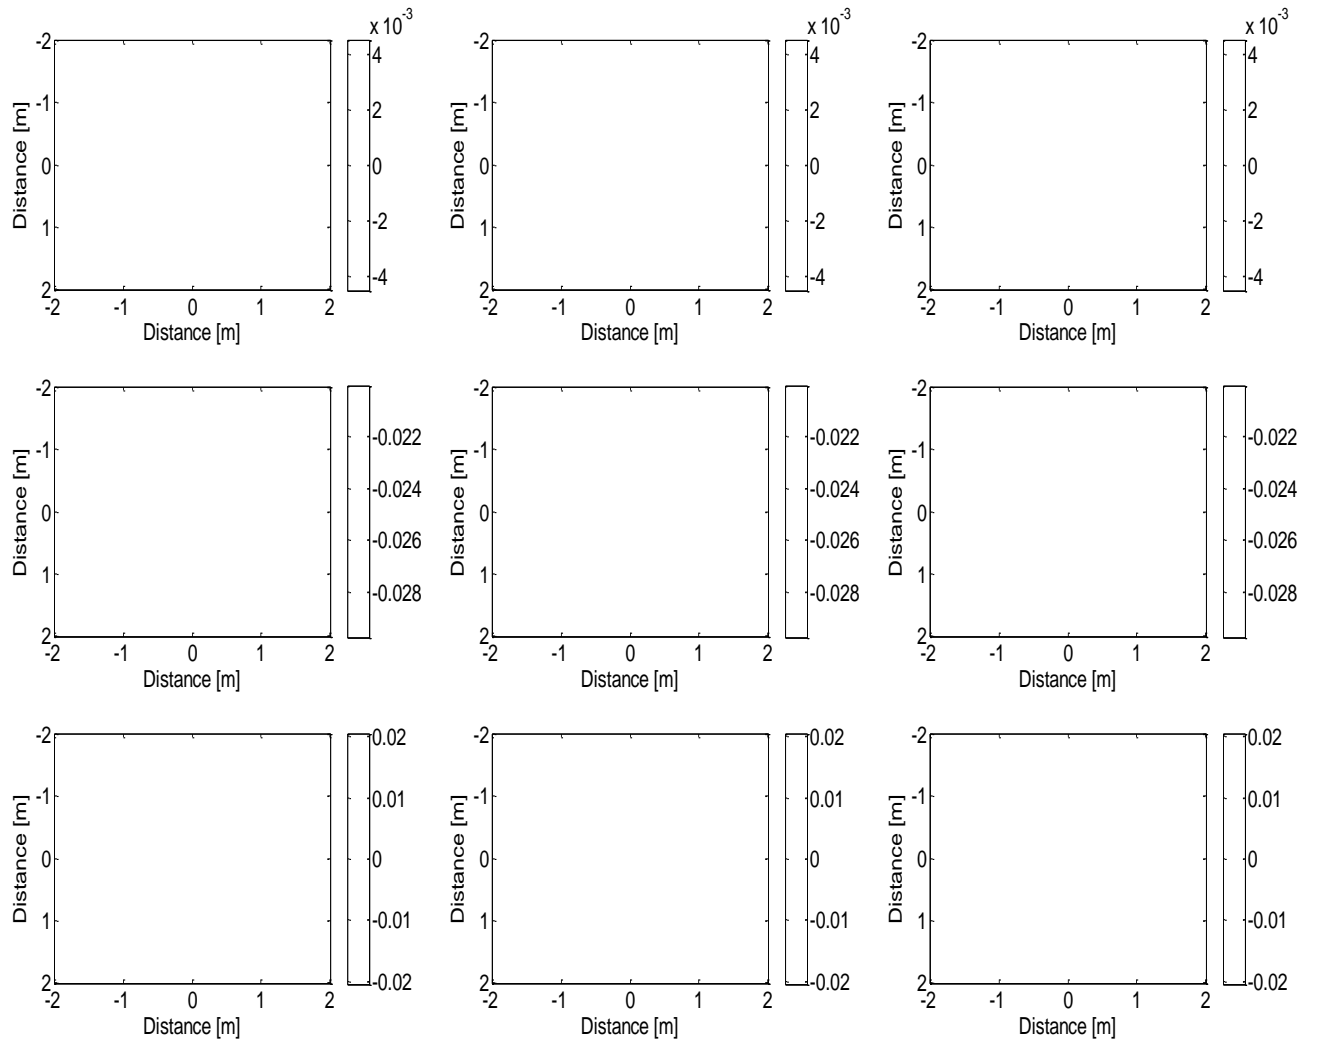 x 10-3 x 10-3 x 10-3
-2 4 -2 4 -2 4
-1 2 -1 2 -1 2
Distance [m] 0 0 Distance [m] 0 0 Distance [m] 0 0
1 -2 1 -2 1 -2
2 -4 2 -4 2 -4
-2 -1 0 1 2 -2 -1 0 1 2 -2 -1 0 1 2
Distance [m] Distance [m] Distance [m]
-2 -2 -2
-0.022 -0.022 -0.022
-1 -1 -1
-0.024 -0.024 -0.024
Distance [m] 0 Distance [m] 0 Distance [m] 0
-0.026 -0.026 -0.026
1 1 1
-0.028 -0.028 -0.028
2 2 2
-2 -1 0 1 2 -2 -1 0 1 2 -2 -1 0 1 2
Distance [m] Distance [m] Distance [m]
-2 0.02 -2 0.02 -2 0.02
-1 0.01 -1 0.01 -1 0.01
Distance [m] 0 0 Distance [m] 0 0 Distance [m] 0 0
1 -0.01 1 -0.01 1 -0.01
2 -0.02 2 -0.02 2 -0.02
-2 -1 0 1 2 -2 -1 0 1 2 -2 -1 0 1 2
Distance [m] Distance [m] Distance [m]